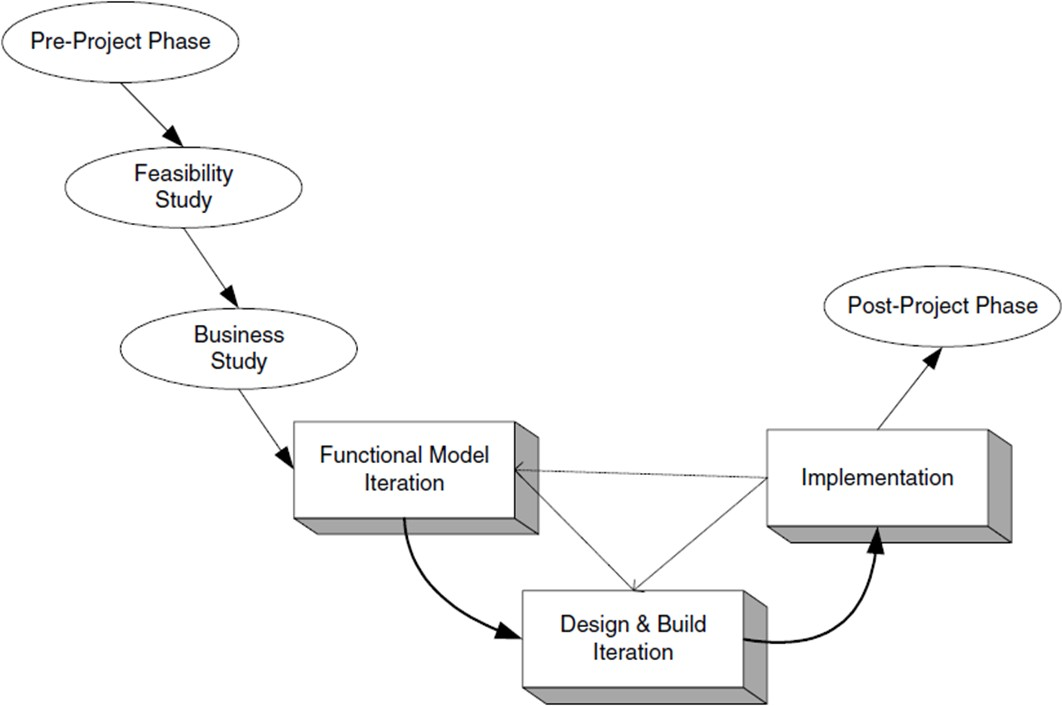 Pre-Project Phase
Feasibility
Study
Business
Study
Post-Project Phase
Functional Model
Iteration
Implementation
Design & Build
Iteration